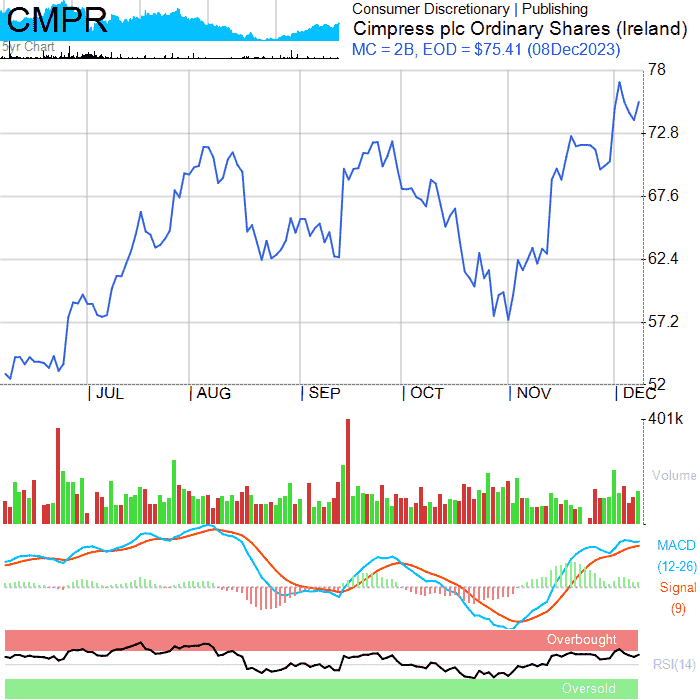 CMPR
5yr Chart
Consumer Discretionary | Publishing
Cimpress plc Ordinary Shares (Ireland)
MC = 2B, EOD = $75.41 (08Dec2023)
78
72.8
67.6
62.4
57.2
52
JUL
AUG
SEP
OCT
NOV
DEC
401k
Volume
MACD
(12-26)
Signal
(9)
Overbought
RSI(14)
Oversold